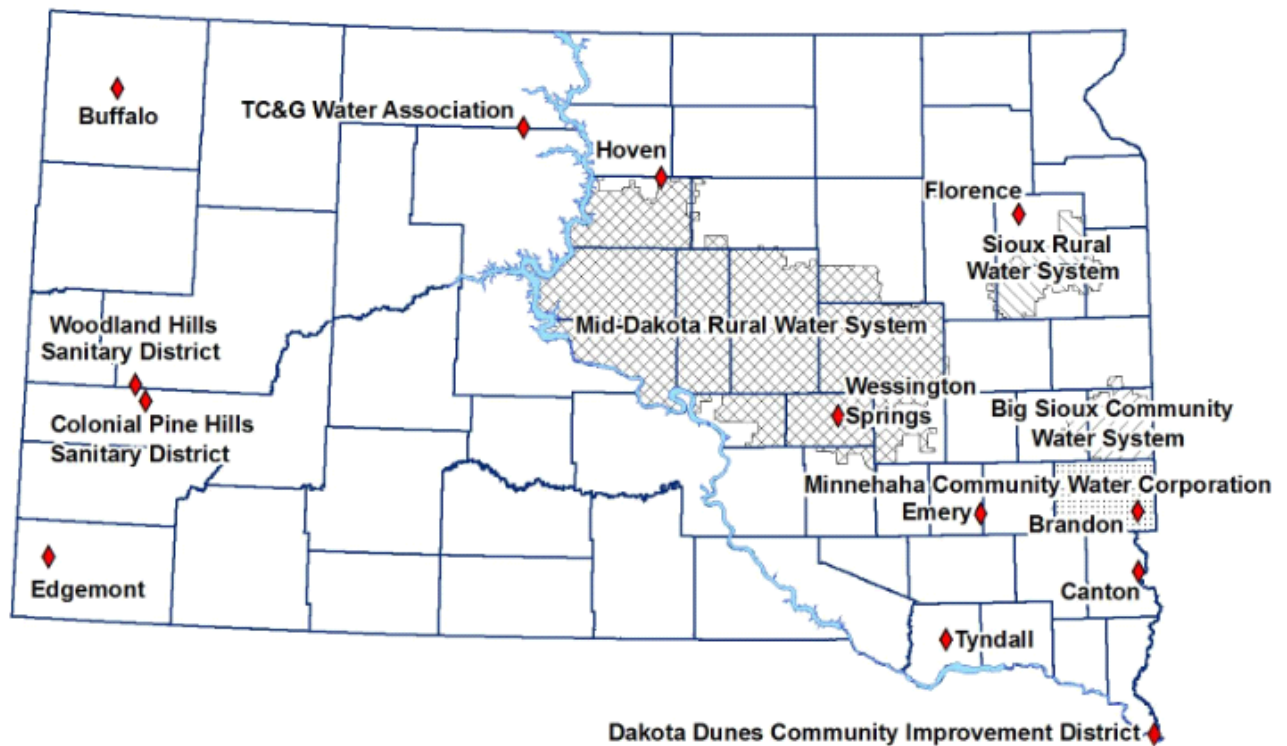 Buffalo
TC&G Water Association
Hoven
Florence
Sioux Rural
Water System
Woodland Hills
Sanitary District
Mid-Dakota Rural Water System
Wessington
Springs
Colonial Pine Hills
Sanitary District
Big Sioux Community
Water System
Minnehaha Community Water Corporation
Emery
Brandon
Edgemont
Canton
Tyndall
Dakota Dunes Community Improvement District